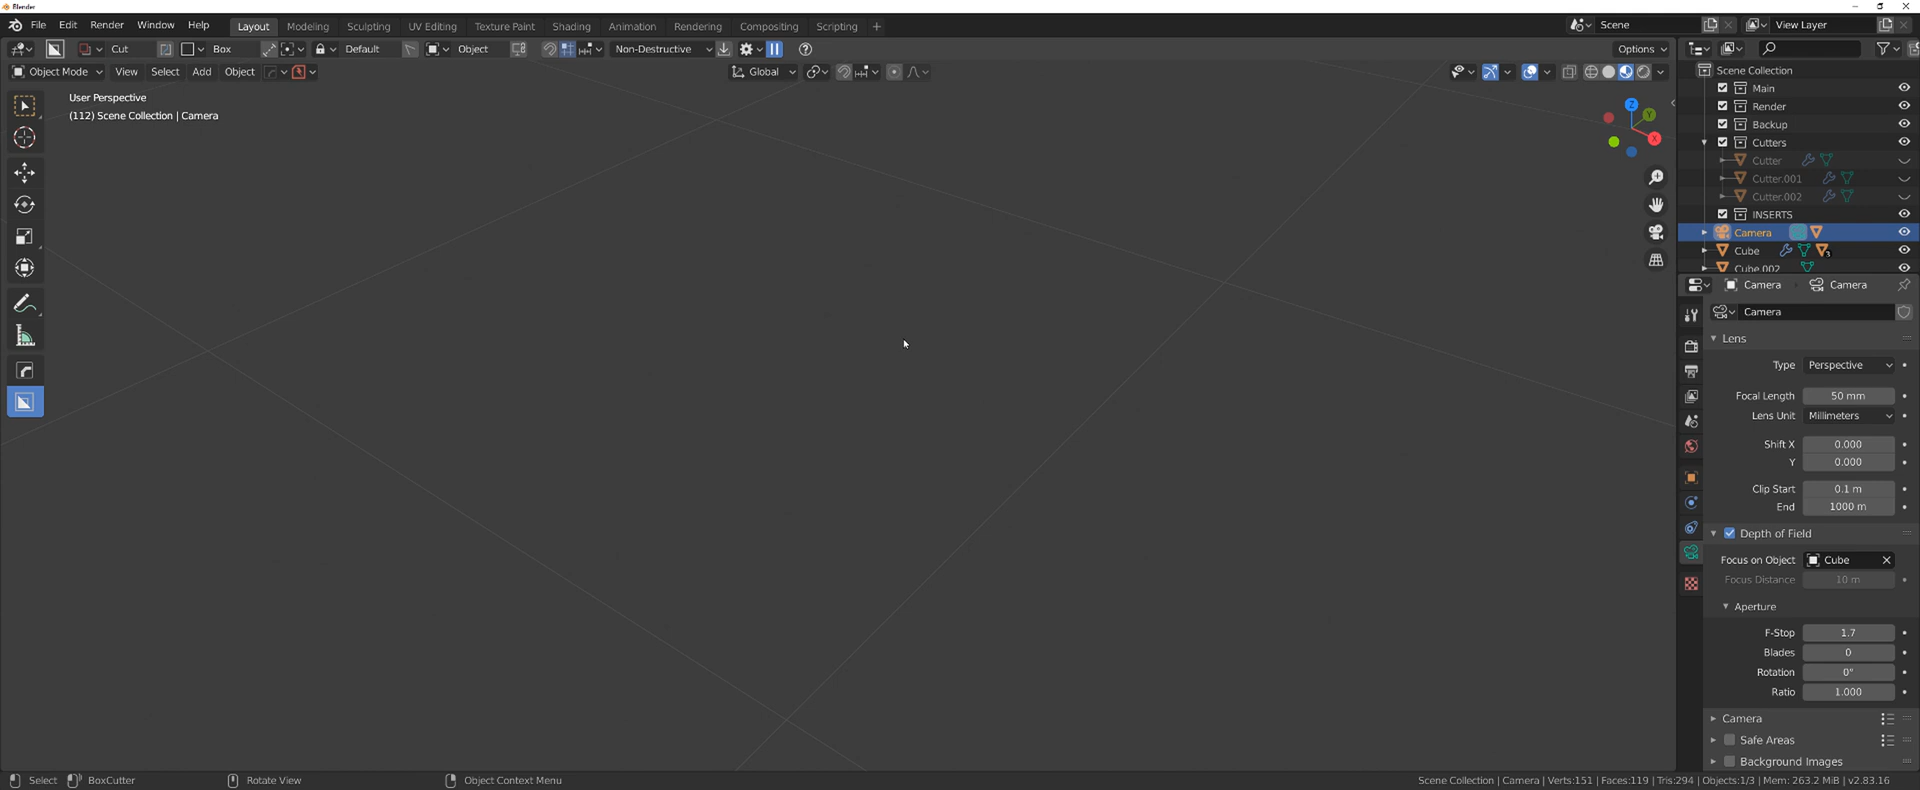 Blender
File Edit Render Window Help Layout Modeling Sculpting UV Editing Texture Paint Shading Animation Rendering Compositing Scripting + Scene View Layer
Cut Box Default Object Non-Destructive Options
Object Mode View Select Add Object Global
User Perspective
(112) Scene Collection | Camera
Z
Y
X
Scene Collection
Main
Render
Backup
Cutters
Cutter
Cutter.001
Cutter.002
INSERTS
Camera
Cube 3
Cube.002
Camera Camera
Camera
Lens
Type Perspective
Focal Length 50 mm
Lens Unit Millimeters
Shift X 0.000
Y 0.000
Clip Start 0.1 m
End 1000 m
Depth of Field
Focus on Object Cube
Focus Distance 10 m
Aperture
F-Stop 1.7
Blades 0
Rotation 0°
Ratio 1.000
Camera
Safe Areas
Background Images
Select BoxCutter Rotate View Object Context Menu Scene Collection | Camera | Verts:151 | Faces:119 | Tris:294 | Objects:1/3 | Mem: 263.2 MiB | v2.83.16